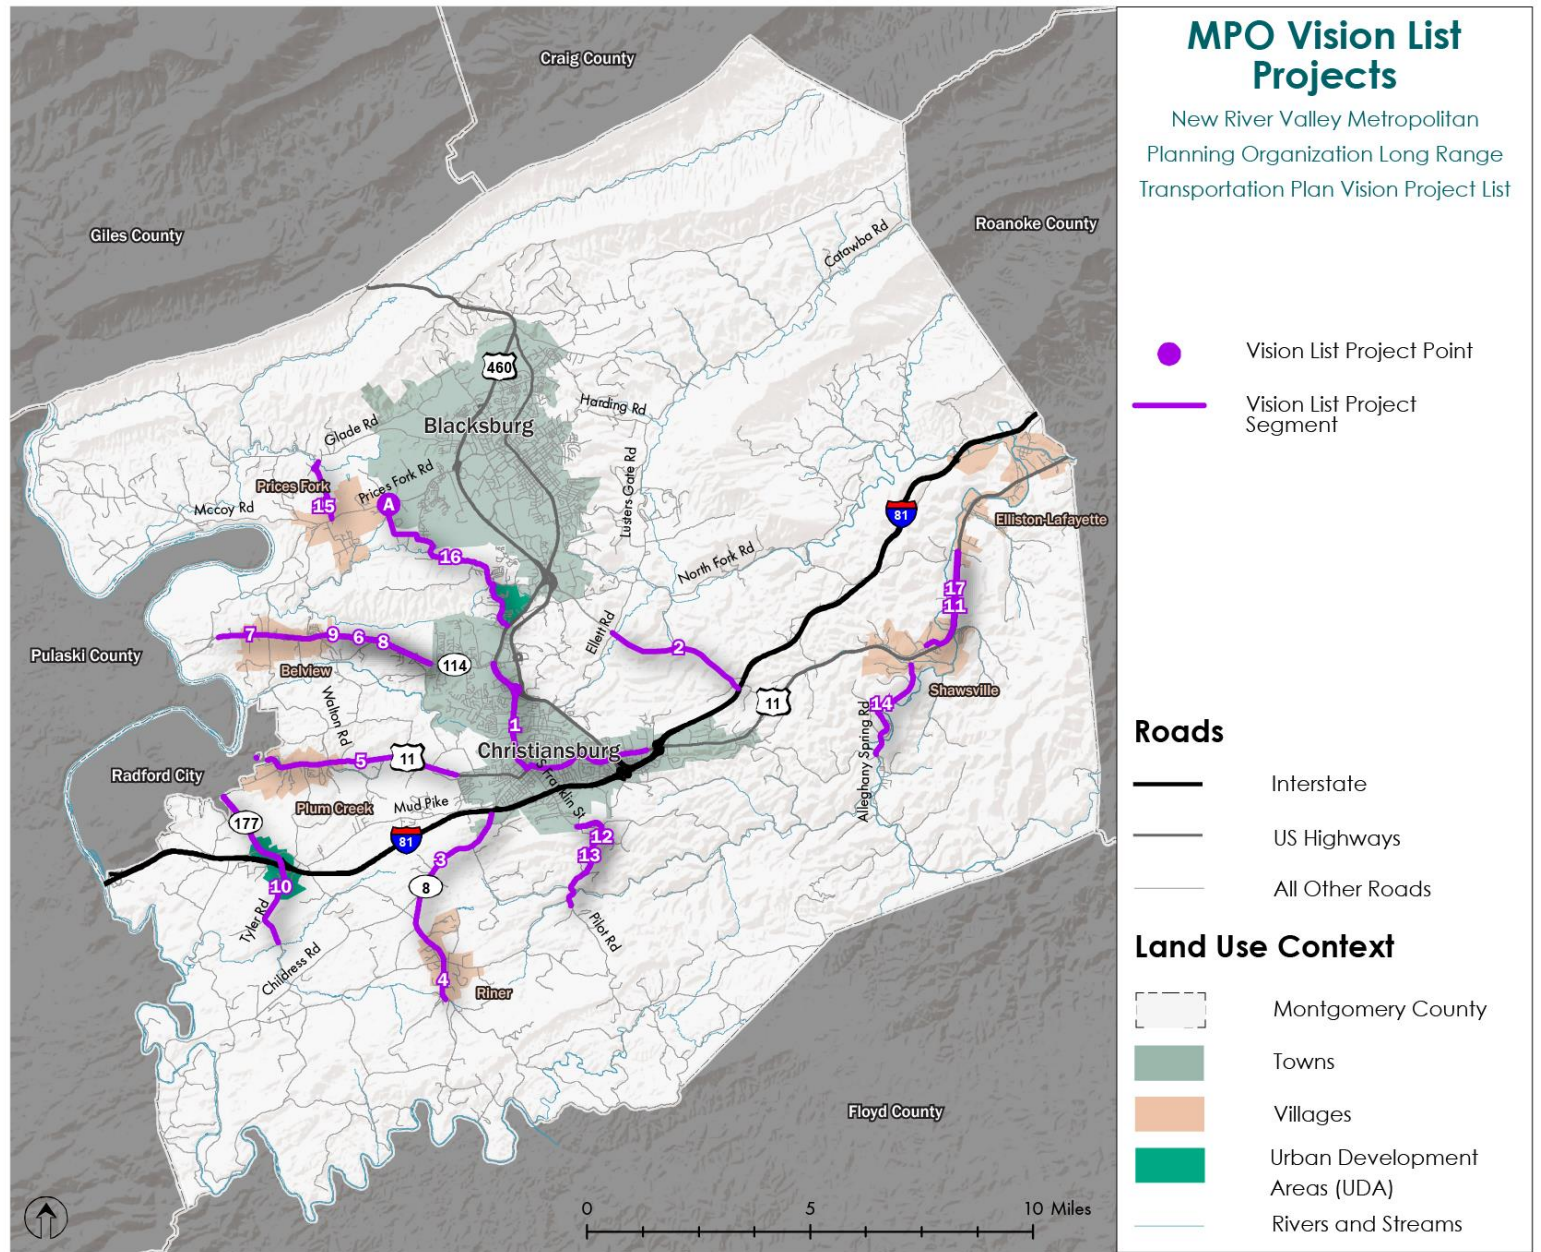 MPO Vision List
Projects
New River Valley Metropolitan
Planning Organization Long Range
Transportation Plan Vision Project List
Vision List Project Point
Vision List Project
Segment
Roads
Interstate
US Highways
All Other Roads
Land Use Context
Montgomery County
Towns
Villages
Urban Development
Areas (UDA)
Rivers and Streams
Craig County
Giles County
Roanoke County
Catawba Rd
460
Harding Rd
Blacksburg
Glade Rd
Prices Fork Rd
Prices Fork
15
A
Mccoy Rd
Lusters Gate Rd
81
Elliston-Lafayette
16
North Fork Rd
17
11
Ellett Rd
7
9
6
8
114
2
Pulaski County
Belview
Shawsville
11
14
Walton Rd
1
Alleghany Spring Rd
Christiansburg
5
11
Radford City
S Franklin St
Plum Creek
Mud Pike
177
81
12
13
3
8
10
Tyler Rd
Pilot Rd
Childress Rd
4
Riner
Floyd County
0
5
10 Miles